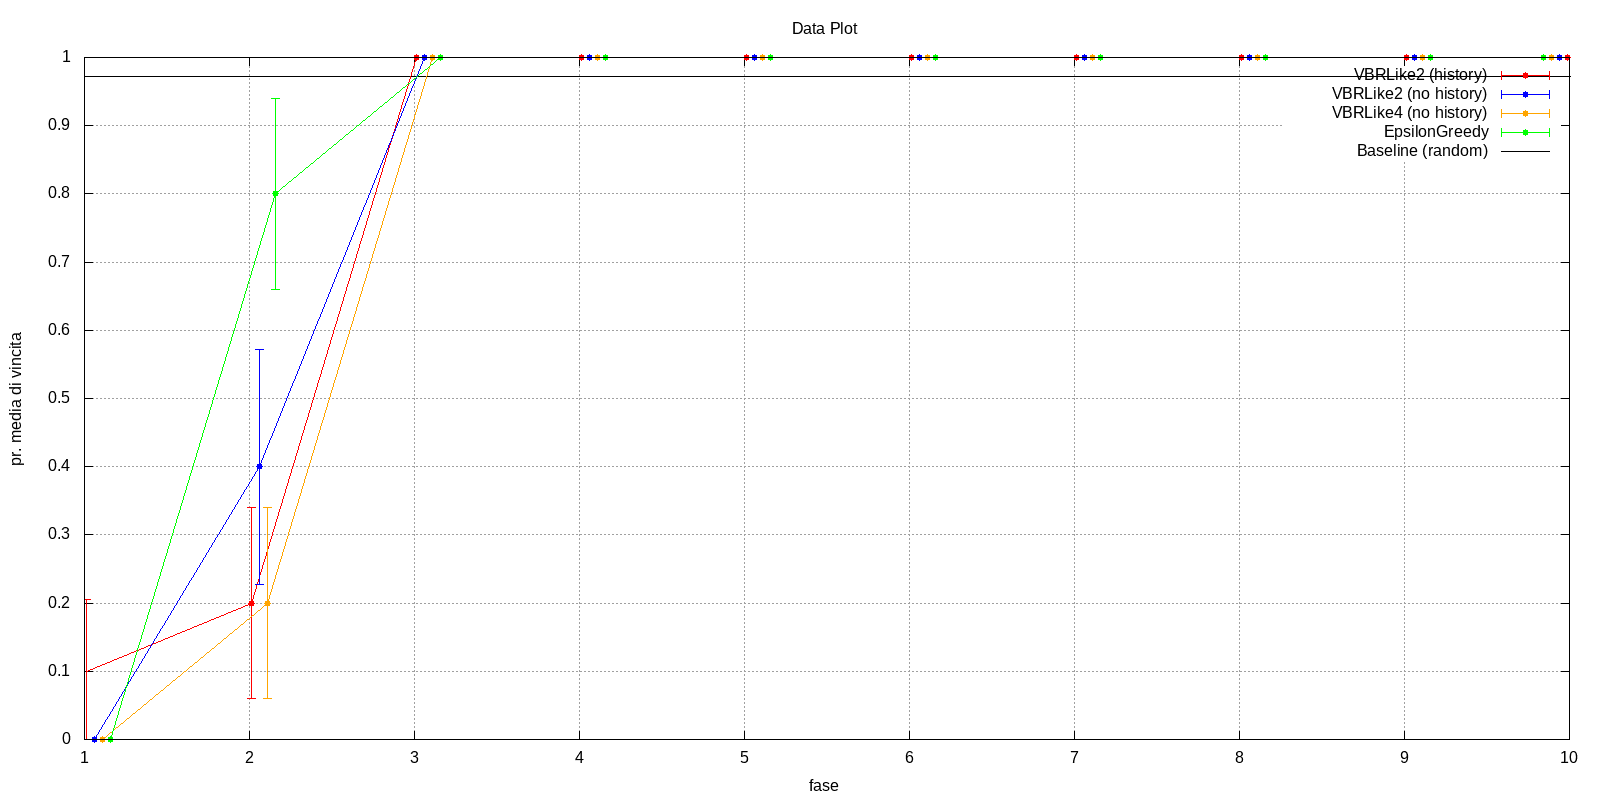 Data Plot
1
0.9
0.8
0.7
0.6
0.5
0.4
0.3
0.2
0.1
0
pr. media di vincita
VBRLike2 (history)
VBRLike2 (no history)
VBRLike4 (no history)
EpsilonGreedy
Baseline (random)
1 2 3 4 5 6 7 8 9 10
fase